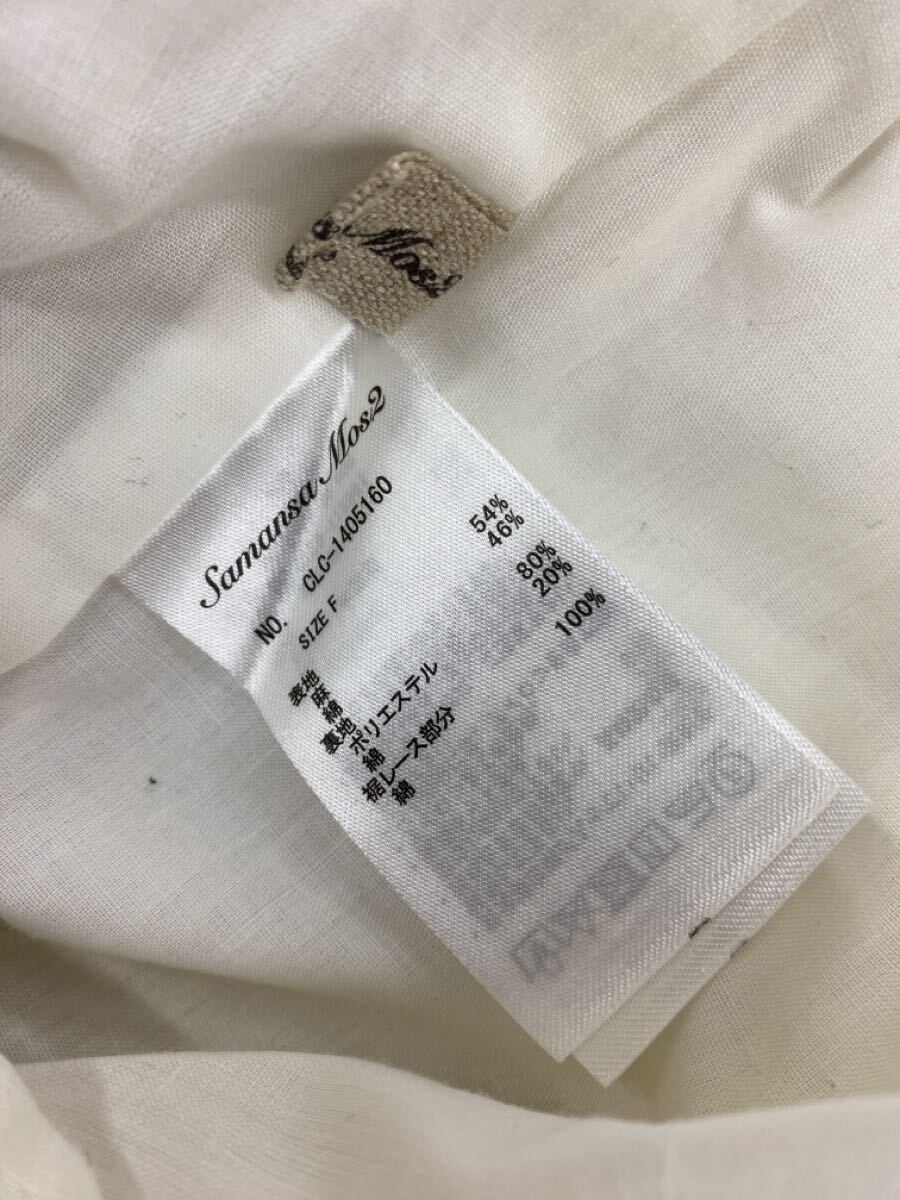 Mos2
Samansa Mos2
NO. CLC-1405160
SIZE F
表地
麻 54%
綿 46%
裏地
ポリエステル 80%
綿 20%
裾レース部分
綿 100%